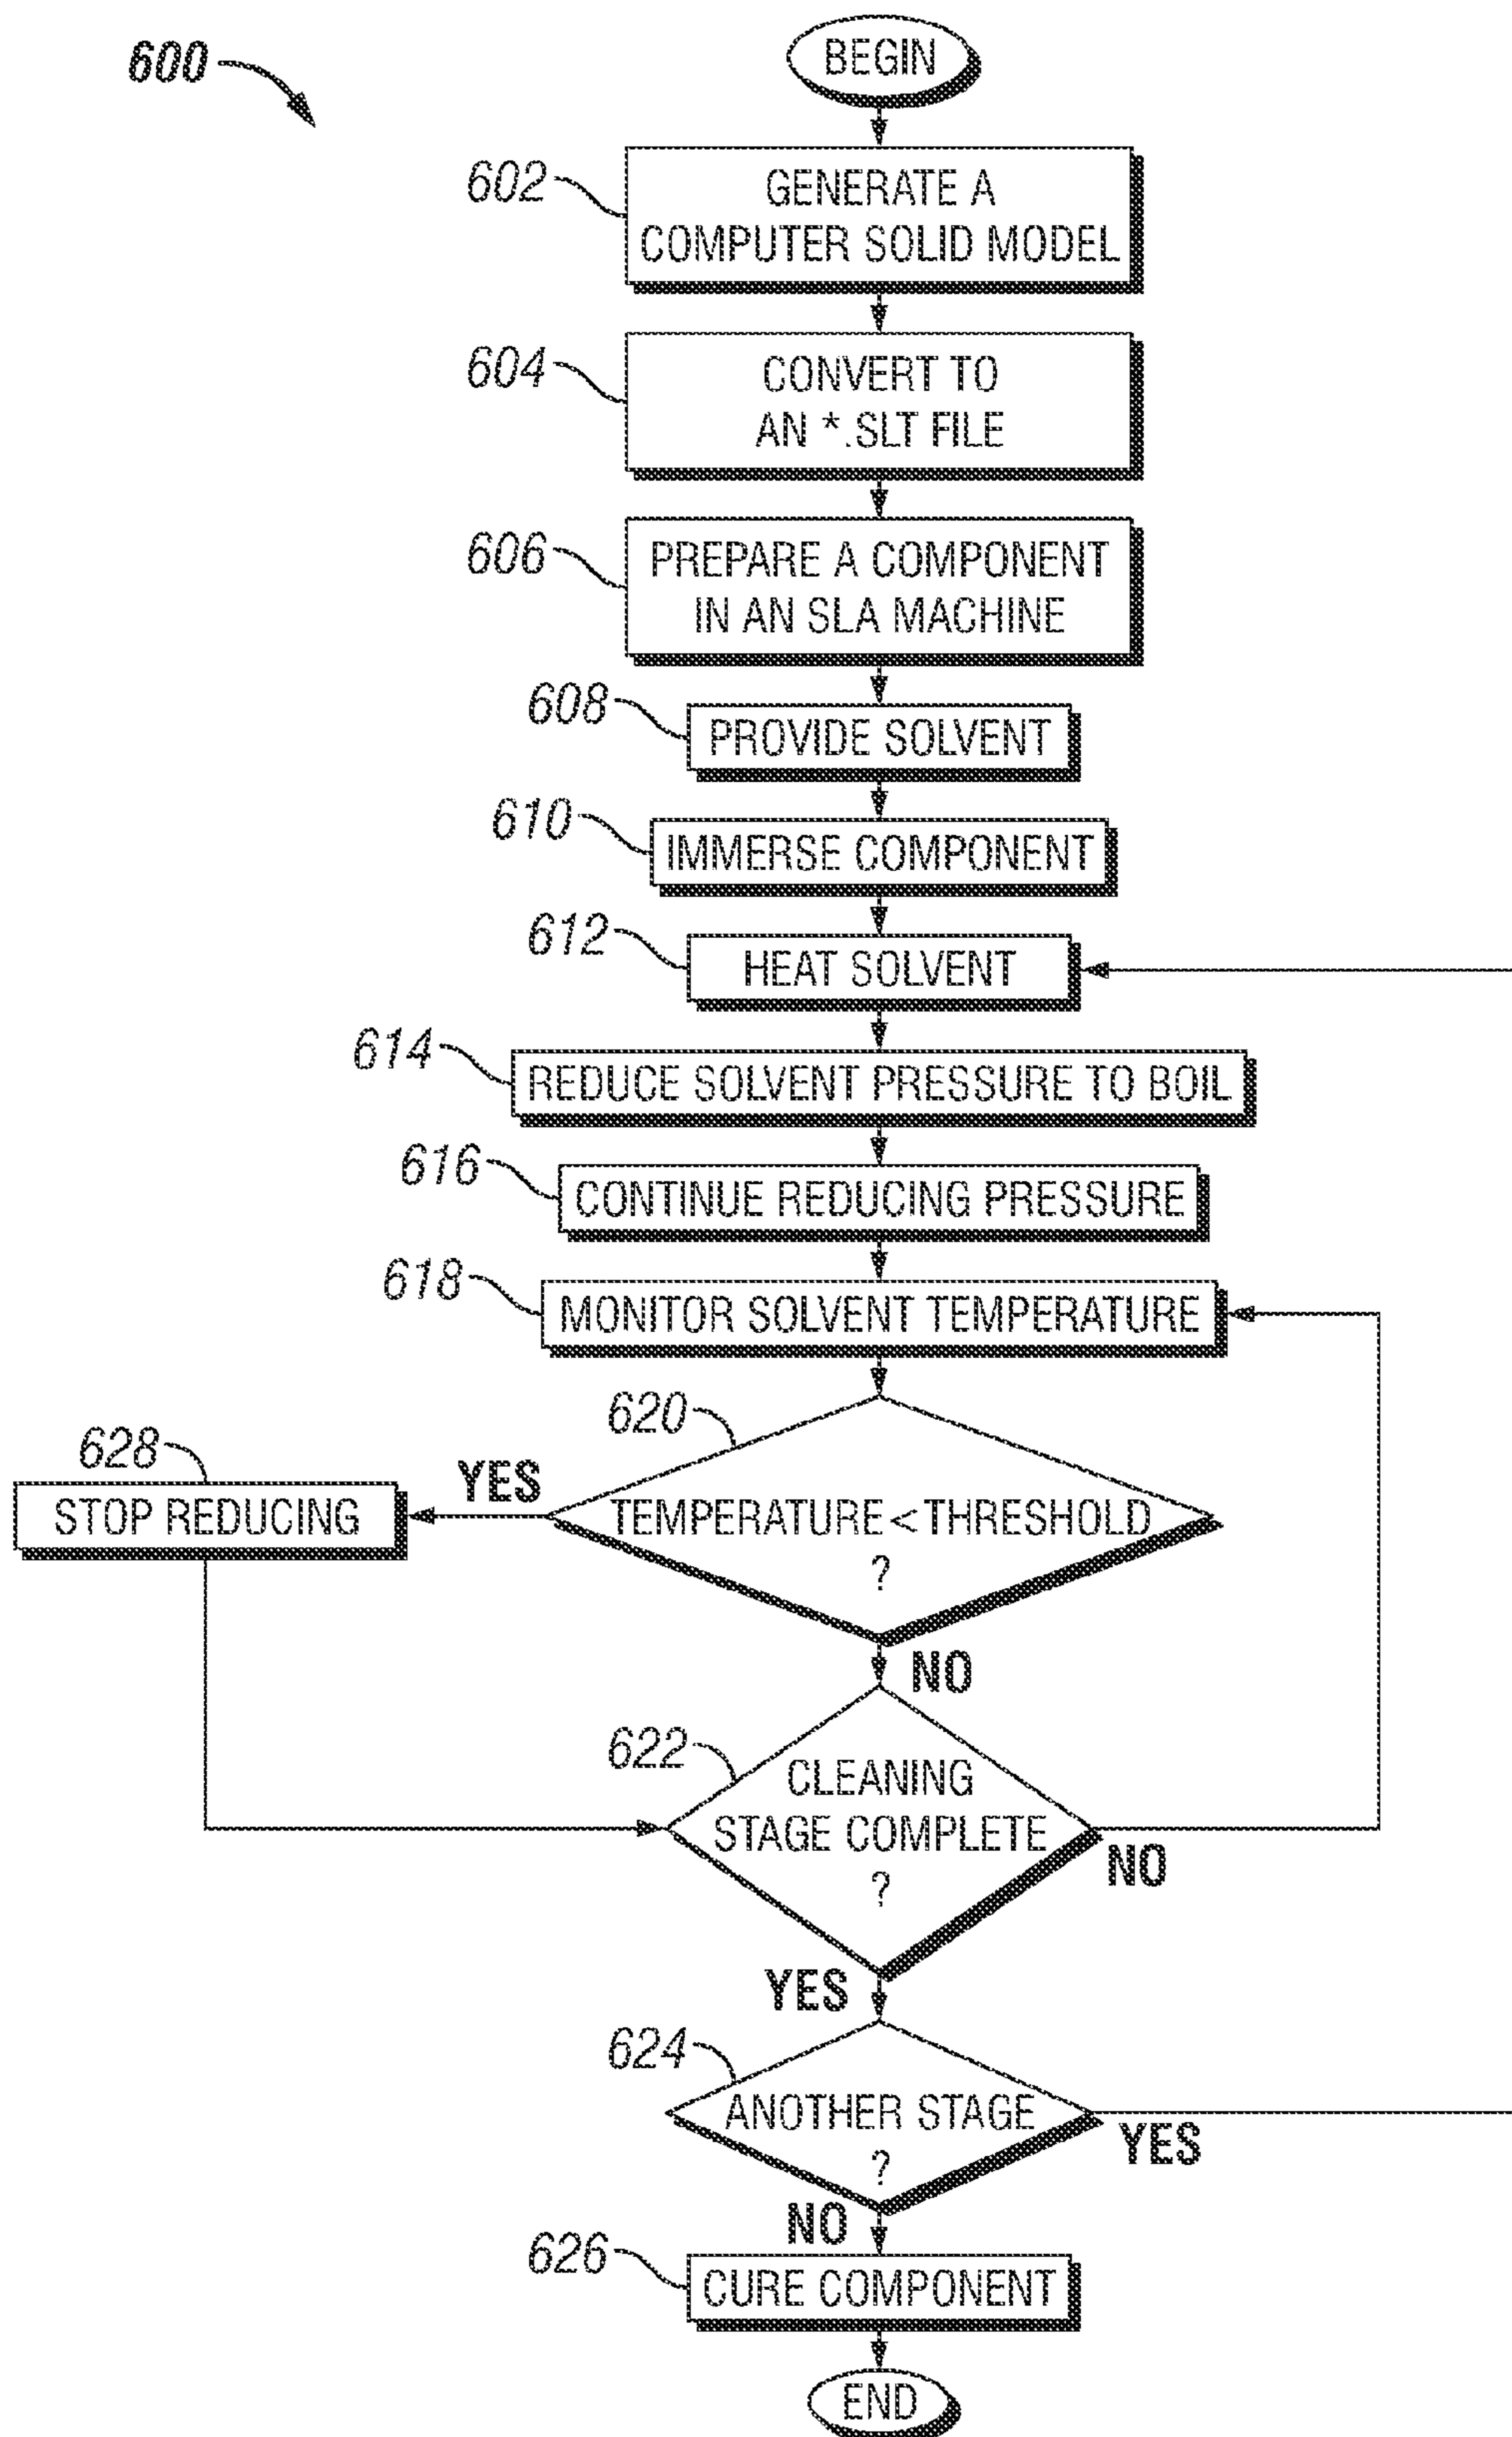 600
BEGIN
602
GENERATE A
COMPUTER SOLID MODEL
604
CONVERT TO
AN *.SLT FILE
606
PREPARE A COMPONENT
IN AN SLA MACHINE
608
PROVIDE SOLVENT
610
IMMERSE COMPONENT
612
HEAT SOLVENT
614
REDUCE SOLVENT PRESSURE TO BOIL
616
CONTINUE REDUCING PRESSURE
618
MONITOR SOLVENT TEMPERATURE
620
TEMPERATURE<THRESHOLD
?
YES
628
STOP REDUCING
NO
622
CLEANING
STAGE COMPLETE
?
NO
YES
624
ANOTHER STAGE
?
YES
NO
626
CURE COMPONENT
END